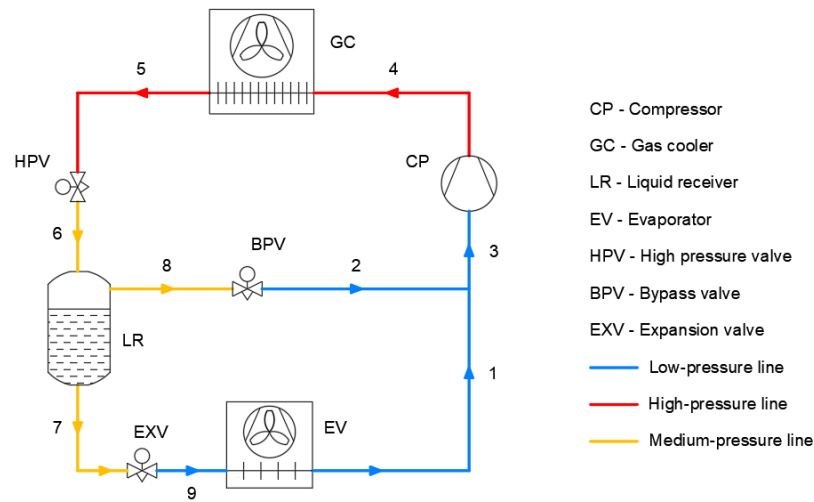 GC
5
4
HPV
CP
CP - Compressor
GC - Gas cooler
LR - Liquid receiver
EV - Evaporator
HPV - High pressure valve
BPV - Bypass valve
EXV - Expansion valve
Low-pressure line
High-pressure line
Medium-pressure line
6
8
BPV
2
3
LR
1
7
EXV
EV
9